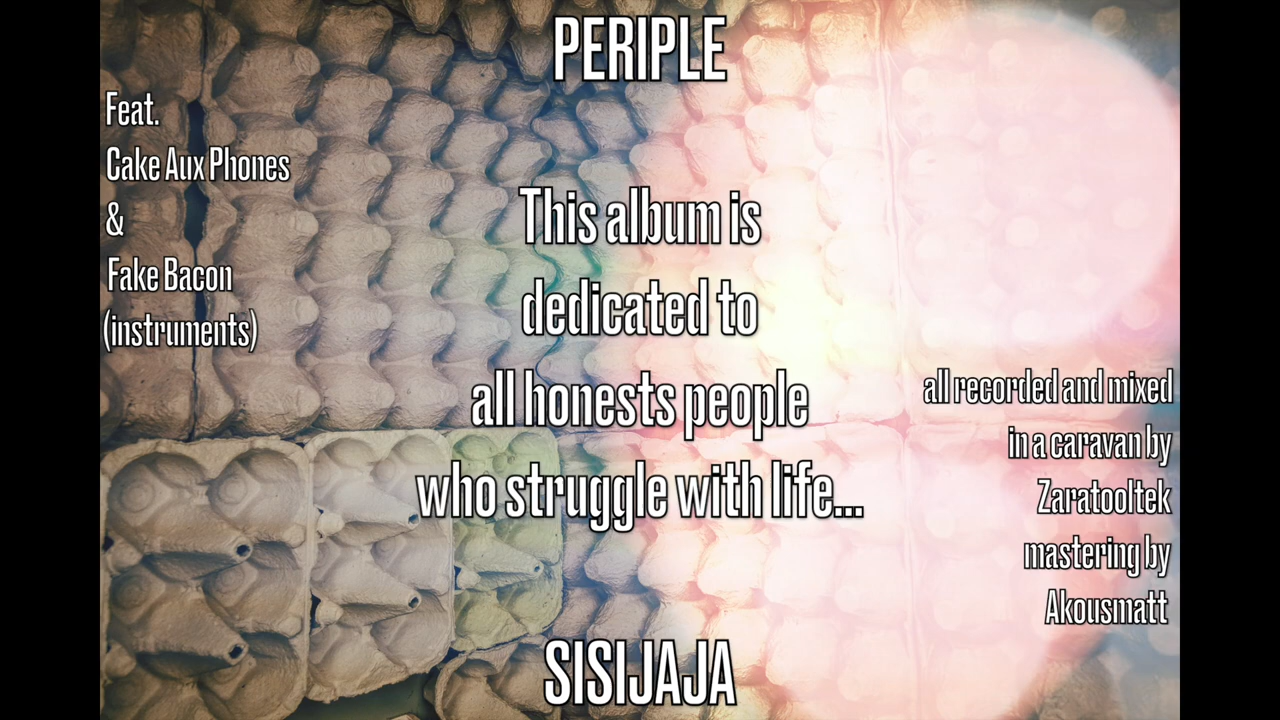 PERIPLE
Feat.
Cake Aux Phones
&
Fake Bacon
(instruments)
This album is
dedicated to
all honests people
who struggle with life...
all recorded and mixed
in a caravan by
Zaratooltek
mastering by
Akousmatt
SISIJAJA